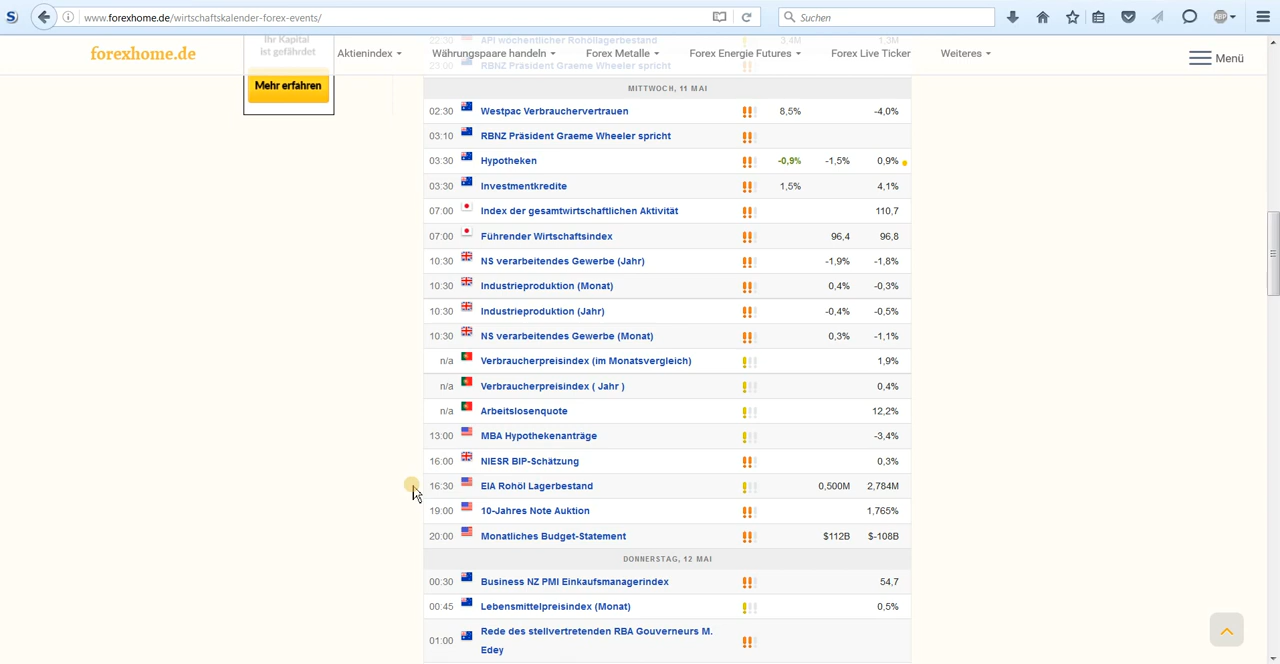 www.forexhome.de/wirtschaftskalender-forex-events/
Suchen
ABP
forexhome.de
Ihr Kapital
ist gefährdet
Mehr erfahren
Aktienindex
Währungspaare handeln
Forex Metalle
Forex Energie Futures
Forex Live Ticker
Weiteres
Menü
22:30 API wöchentlicher Rohöllagerbestand 3,4M 1,3M
23:00 RBNZ Präsident Graeme Wheeler spricht
MITTWOCH, 11 MAI
02:30 Westpac Verbrauchervertrauen 8,5% -4,0%
03:10 RBNZ Präsident Graeme Wheeler spricht
03:30 Hypotheken -0,9% -1,5% 0,9%
03:30 Investmentkredite 1,5% 4,1%
07:00 Index der gesamtwirtschaftlichen Aktivität 110,7
07:00 Führender Wirtschaftsindex 96,4 96,8
10:30 NS verarbeitendes Gewerbe (Jahr) -1,9% -1,8%
10:30 Industrieproduktion (Monat) 0,4% -0,3%
10:30 Industrieproduktion (Jahr) -0,4% -0,5%
10:30 NS verarbeitendes Gewerbe (Monat) 0,3% -1,1%
n/a Verbraucherpreisindex (im Monatsvergleich) 1,9%
n/a Verbraucherpreisindex ( Jahr ) 0,4%
n/a Arbeitslosenquote 12,2%
13:00 MBA Hypothekenanträge -3,4%
16:00 NIESR BIP-Schätzung 0,3%
16:30 EIA Rohöl Lagerbestand 0,500M 2,784M
19:00 10-Jahres Note Auktion 1,765%
20:00 Monatliches Budget-Statement $112B $-108B
DONNERSTAG, 12 MAI
00:30 Business NZ PMI Einkaufsmanagerindex 54,7
00:45 Lebensmittelpreisindex (Monat) 0,5%
01:00 Rede des stellvertretenden RBA Gouverneurs M.
Edey